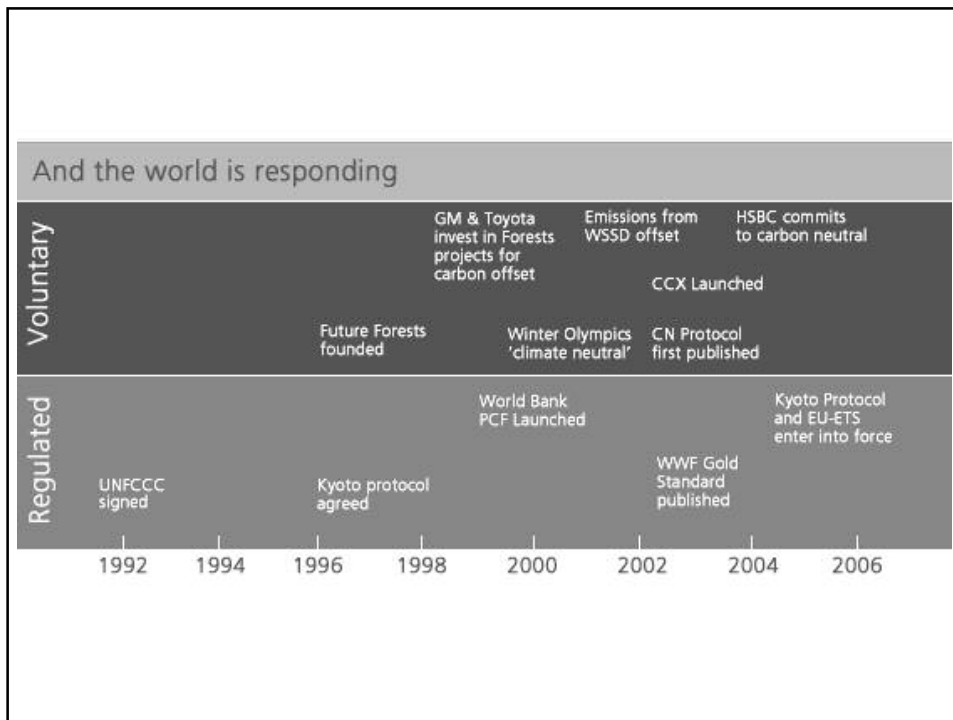 And the world is responding
Voluntary
GM & Toyota
invest in Forests
projects for
carbon offset
Emissions from
WSSD offset
HSBC commits
to carbon neutral
CCX Launched
Future Forests
founded
Winter Olympics
'climate neutral'
CN Protocol
first published
Regulated
World Bank
PCF Launched
Kyoto Protocol
and EU-ETS
enter into force
UNFCCC
signed
Kyoto protocol
agreed
WWF Gold
Standard
published
1992 1994 1996 1998 2000 2002 2004 2006